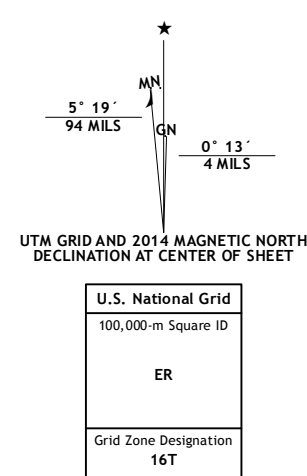 ★
MN
5° 19´
94 MILS
GN
0° 13´
4 MILS
UTM GRID AND 2014 MAGNETIC NORTH
DECLINATION AT CENTER OF SHEET
U.S. National Grid
100,000-m Square ID
ER
Grid Zone Designation
16T